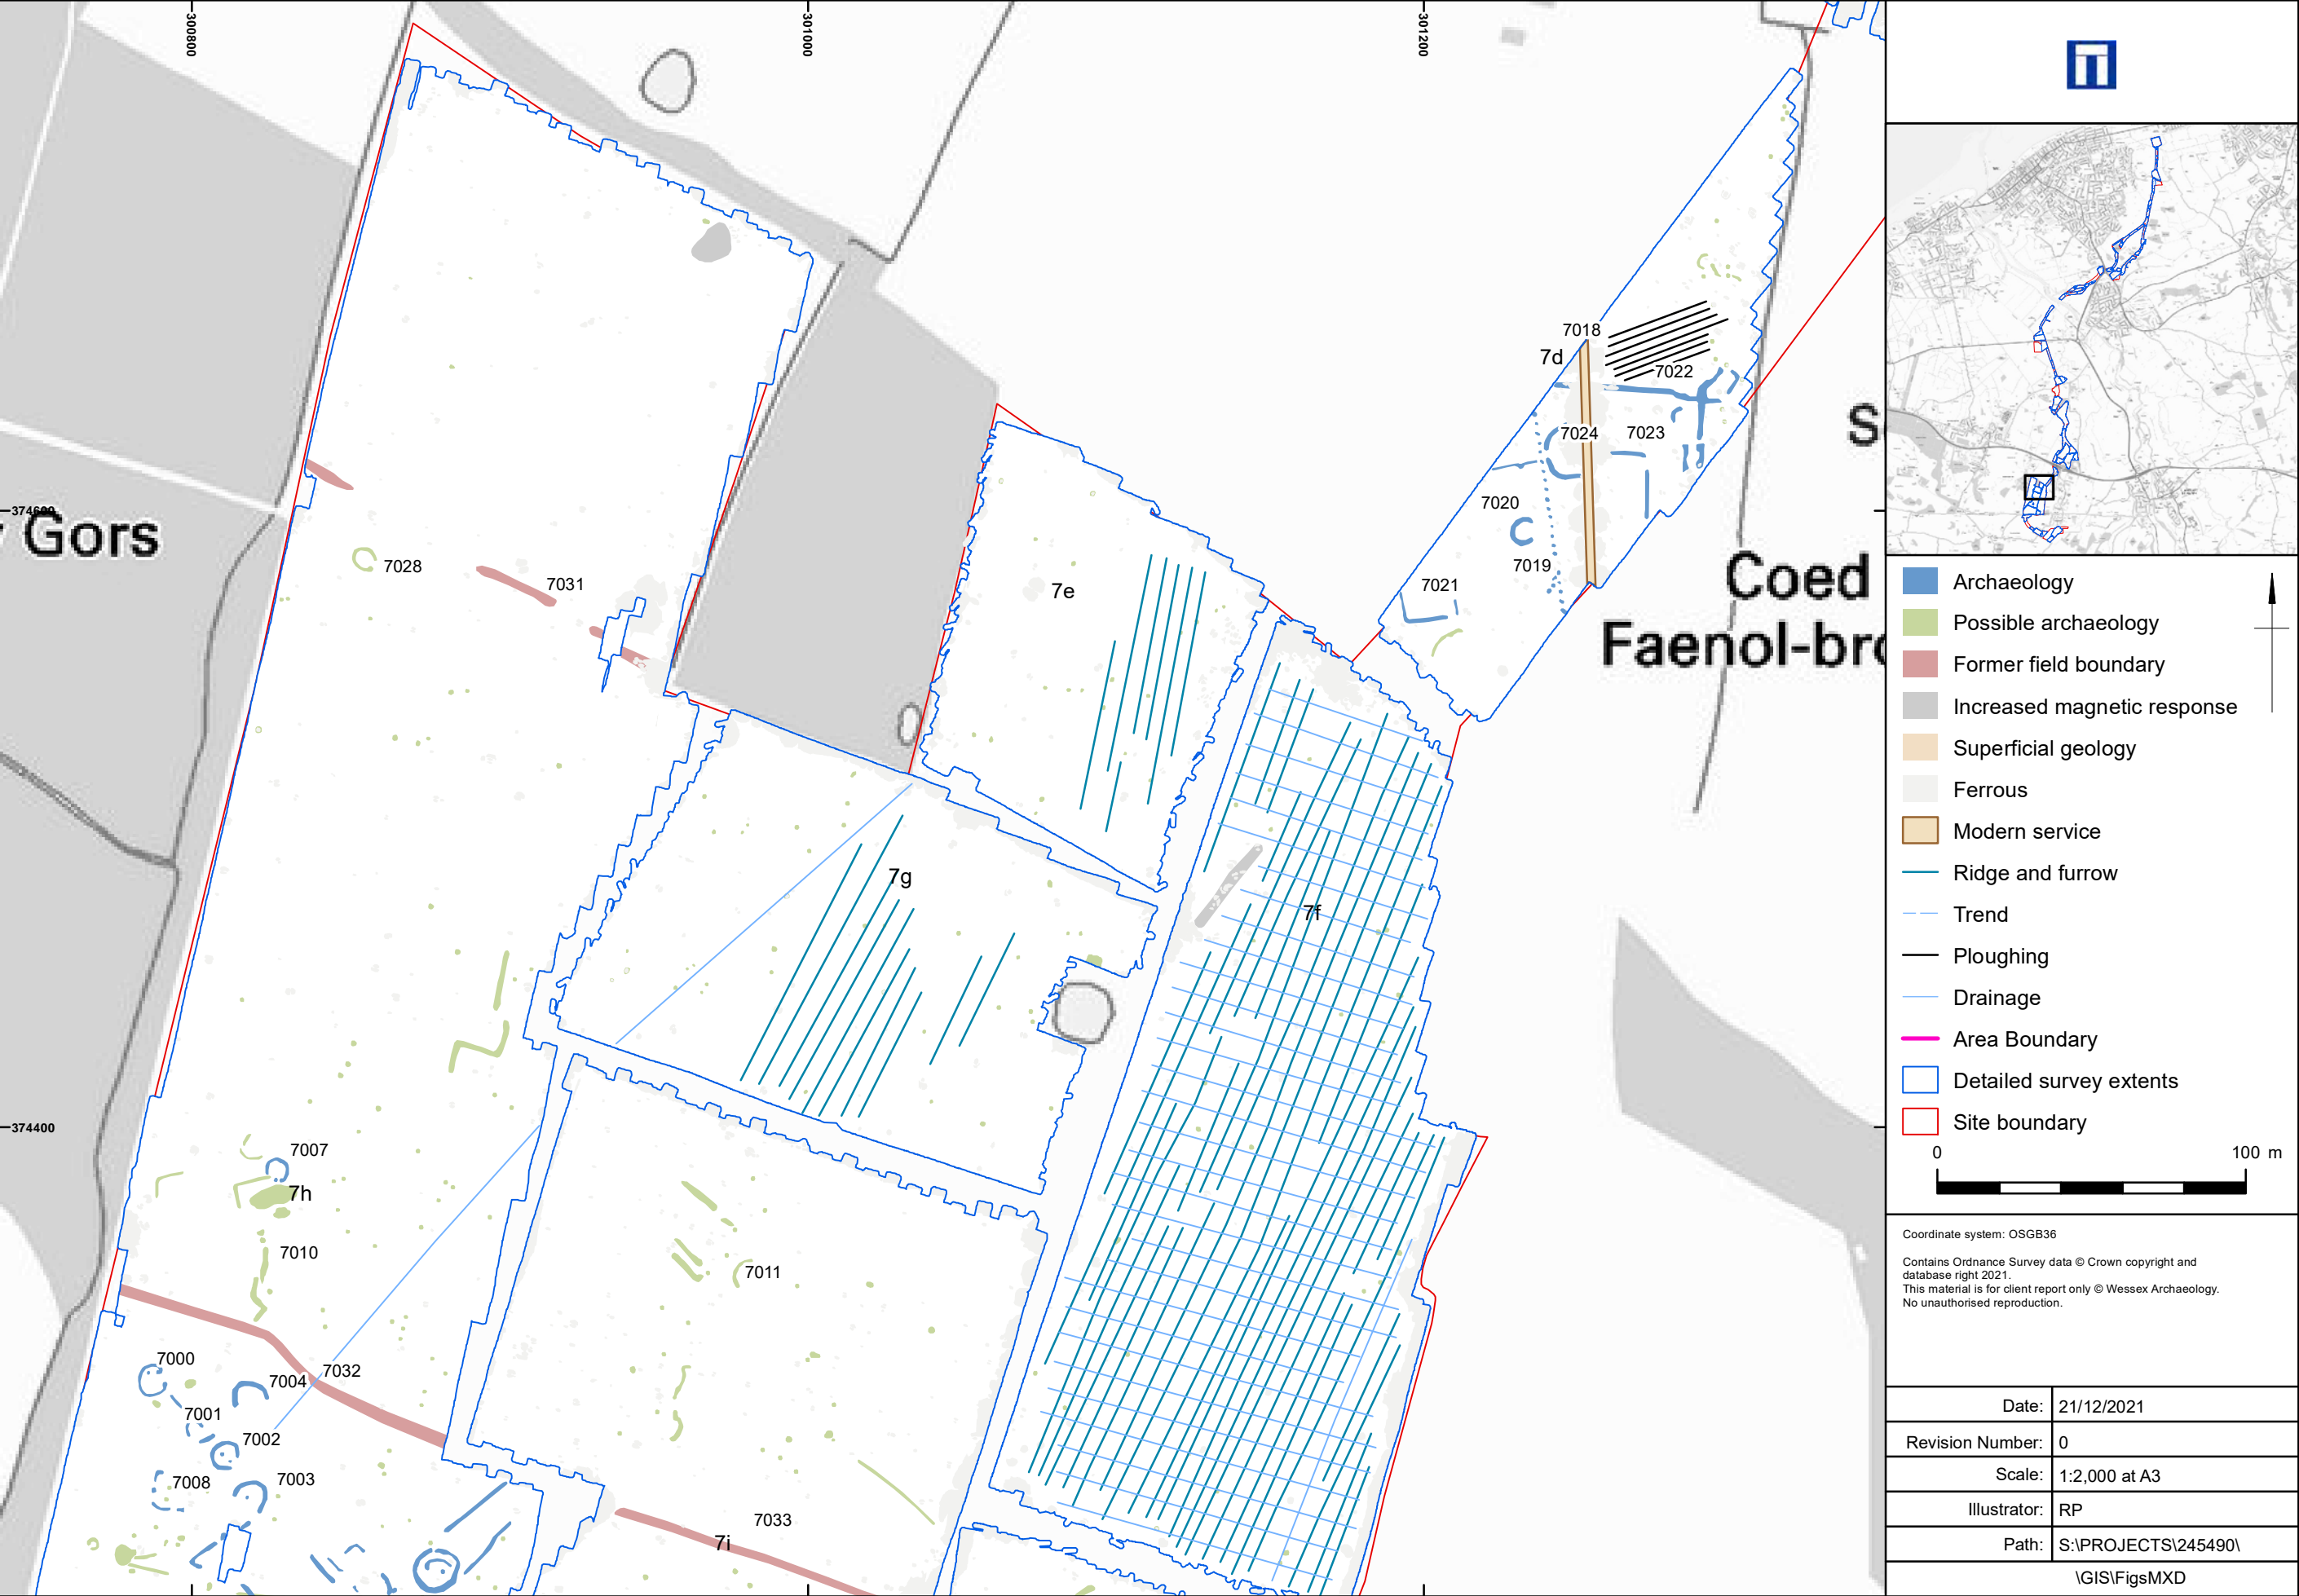 300800
301000
301200
374600
374400
Gors
S
Coed
Faenol-bro
7018
7d
7022
7024
7023
7020
7019
7021
7028
7031
7e
7g
7f
7007
7h
7010
7011
7000
7004
7032
7001
7002
7008
7003
7033
7i
Archaeology
Possible archaeology
Former field boundary
Increased magnetic response
Superficial geology
Ferrous
Modern service
Ridge and furrow
Trend
Ploughing
Drainage
Area Boundary
Detailed survey extents
Site boundary
0 100 m
Coordinate system: OSGB36
Contains Ordnance Survey data © Crown copyright and
database right 2021.
This material is for client report only © Wessex Archaeology.
No unauthorised reproduction.
Date: 21/12/2021
Revision Number: 0
Scale: 1:2,000 at A3
Illustrator: RP
Path: S:\PROJECTS\245490\
\GIS\FigsMXD